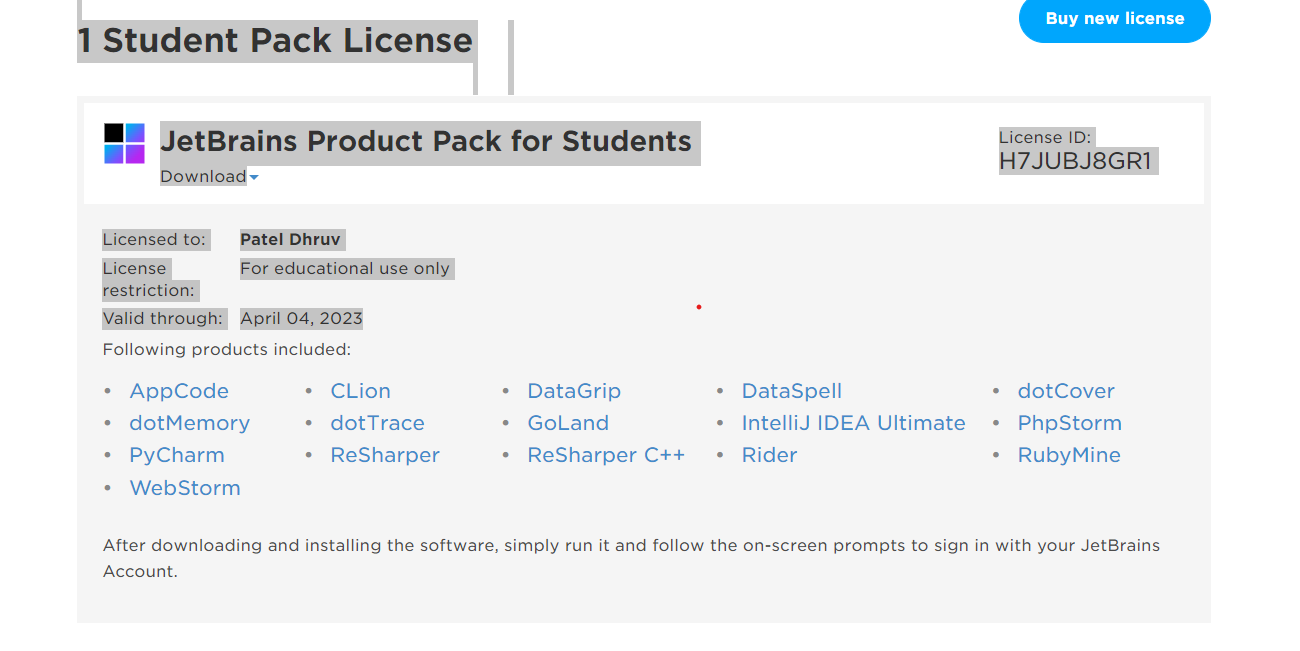 Buy new license
1 Student Pack License
JetBrains Product Pack for Students
Download
License ID:
H7JUBJ8GR1
Licensed to: Patel Dhruv
License restriction: For educational use only
Valid through: April 04, 2023
Following products included:
• AppCode • CLion • DataGrip • DataSpell • dotCover
• dotMemory • dotTrace • GoLand • IntelliJ IDEA Ultimate • PhpStorm
• PyCharm • ReSharper • ReSharper C++ • Rider • RubyMine
• WebStorm
After downloading and installing the software, simply run it and follow the on-screen prompts to sign in with your JetBrains
Account.